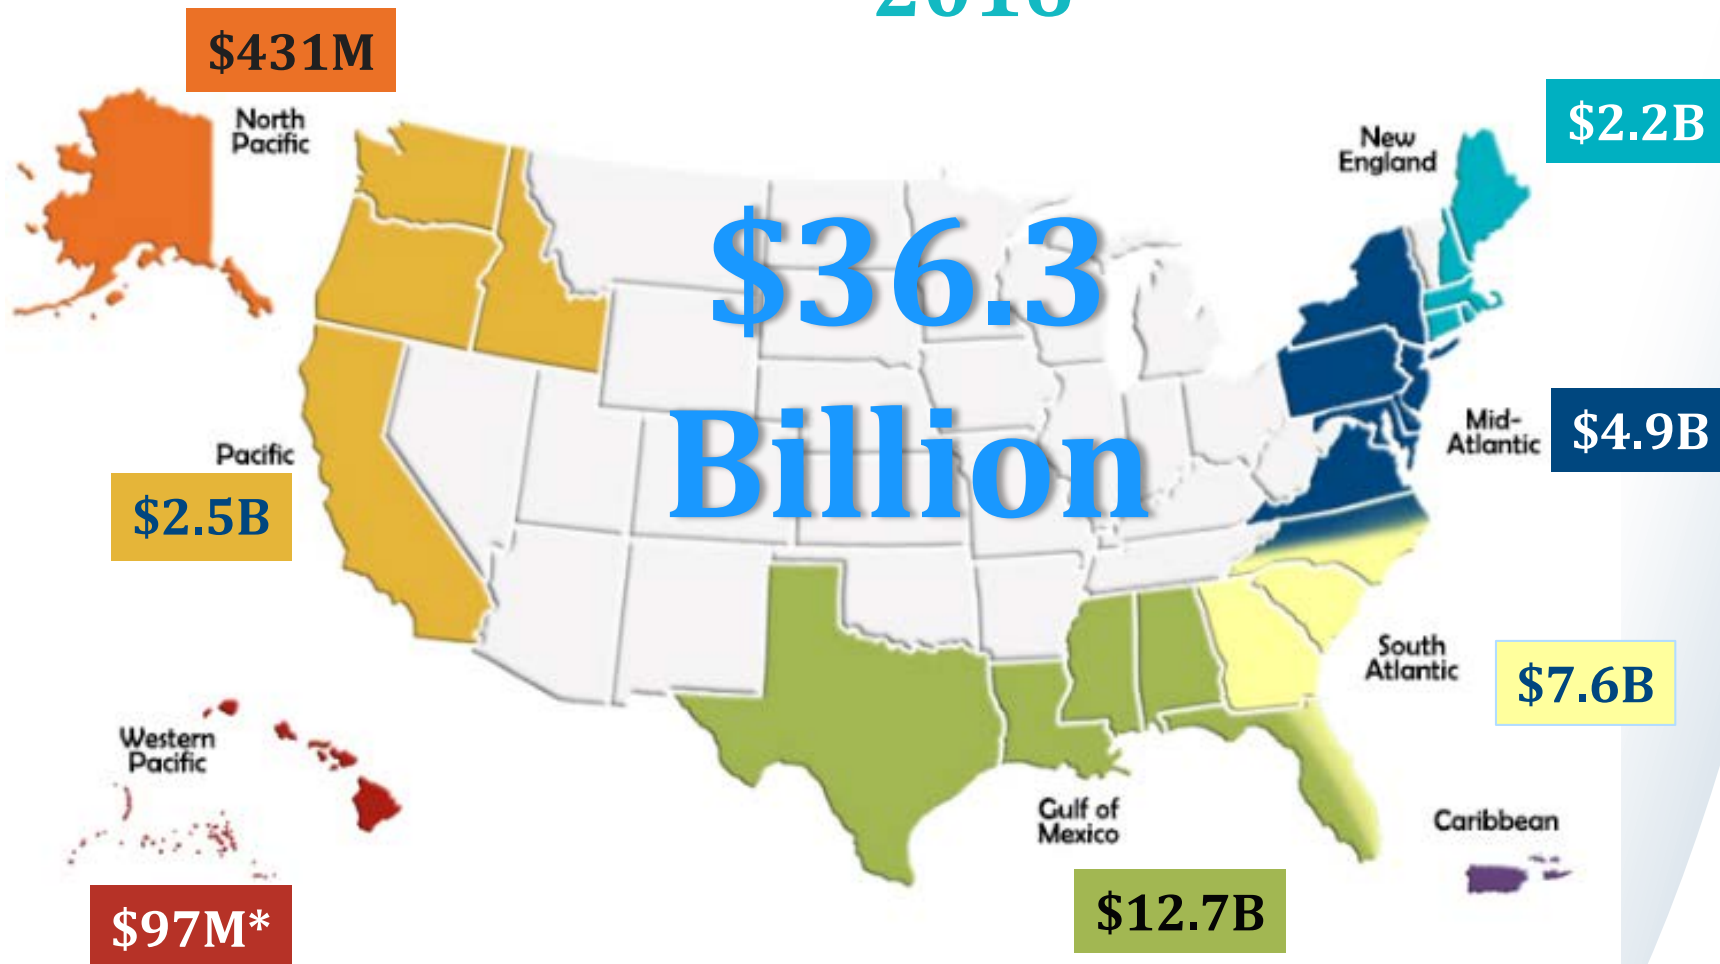 2018
$431M
North
Pacific
New
England
$2.2B
$36.3
Billion
Pacific
$2.5B
Mid-
Atlantic
$4.9B
South
Atlantic
$7.6B
Western
Pacific
$97M*
Gulf of
Mexico
$12.7B
Caribbean